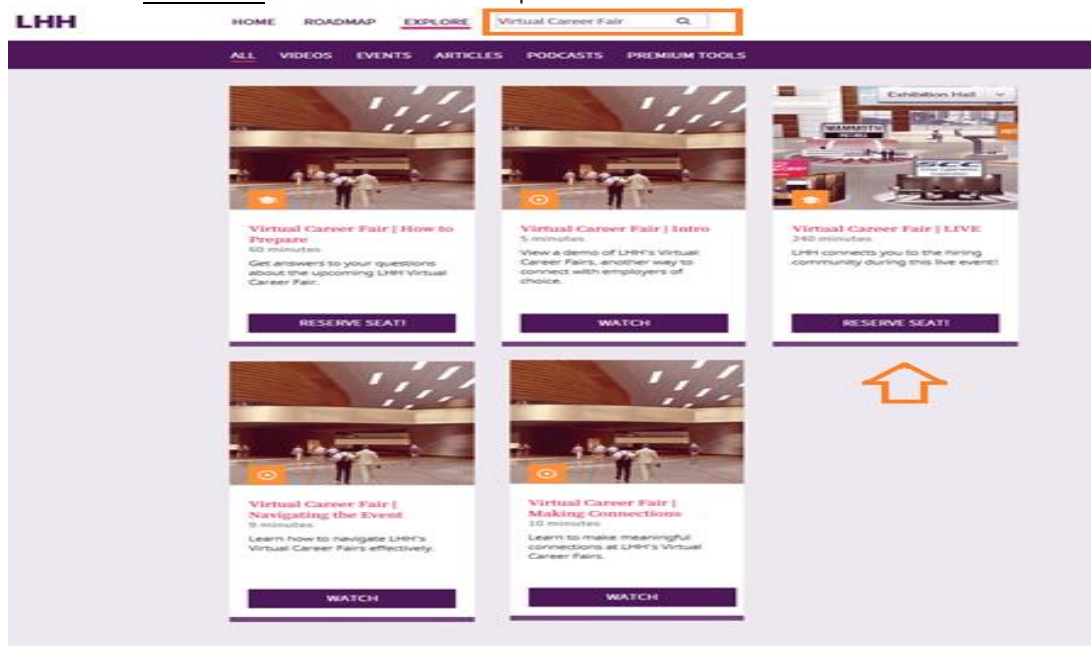 LHH
HOME ROADMAP EXPLORE Virtual Career Fair
ALL VIDEOS EVENTS ARTICLES PODCASTS PREMIUM TOOLS
Exhibition Hall
Virtual Career Fair | How to
Prepare
60 minutes
Get answers to your questions
about the upcoming LHH Virtual
Career Fair.
RESERVE SEAT!
Virtual Career Fair | Intro
5 minutes
View a demo of LHH's Virtual
Career Fairs, another way to
connect with employers of
choice.
WATCH
Virtual Career Fair | LIVE
240 minutes
LHH connects you to the hiring
community during this live event!
RESERVE SEAT!
Virtual Career Fair |
Navigating the Event
9 minutes
Learn how to navigate LHH's
Virtual Career Fairs effectively.
WATCH
Virtual Career Fair |
Making Connections
10 minutes
Learn to make meaningful
connections at LHH's Virtual
Career Fairs.
WATCH